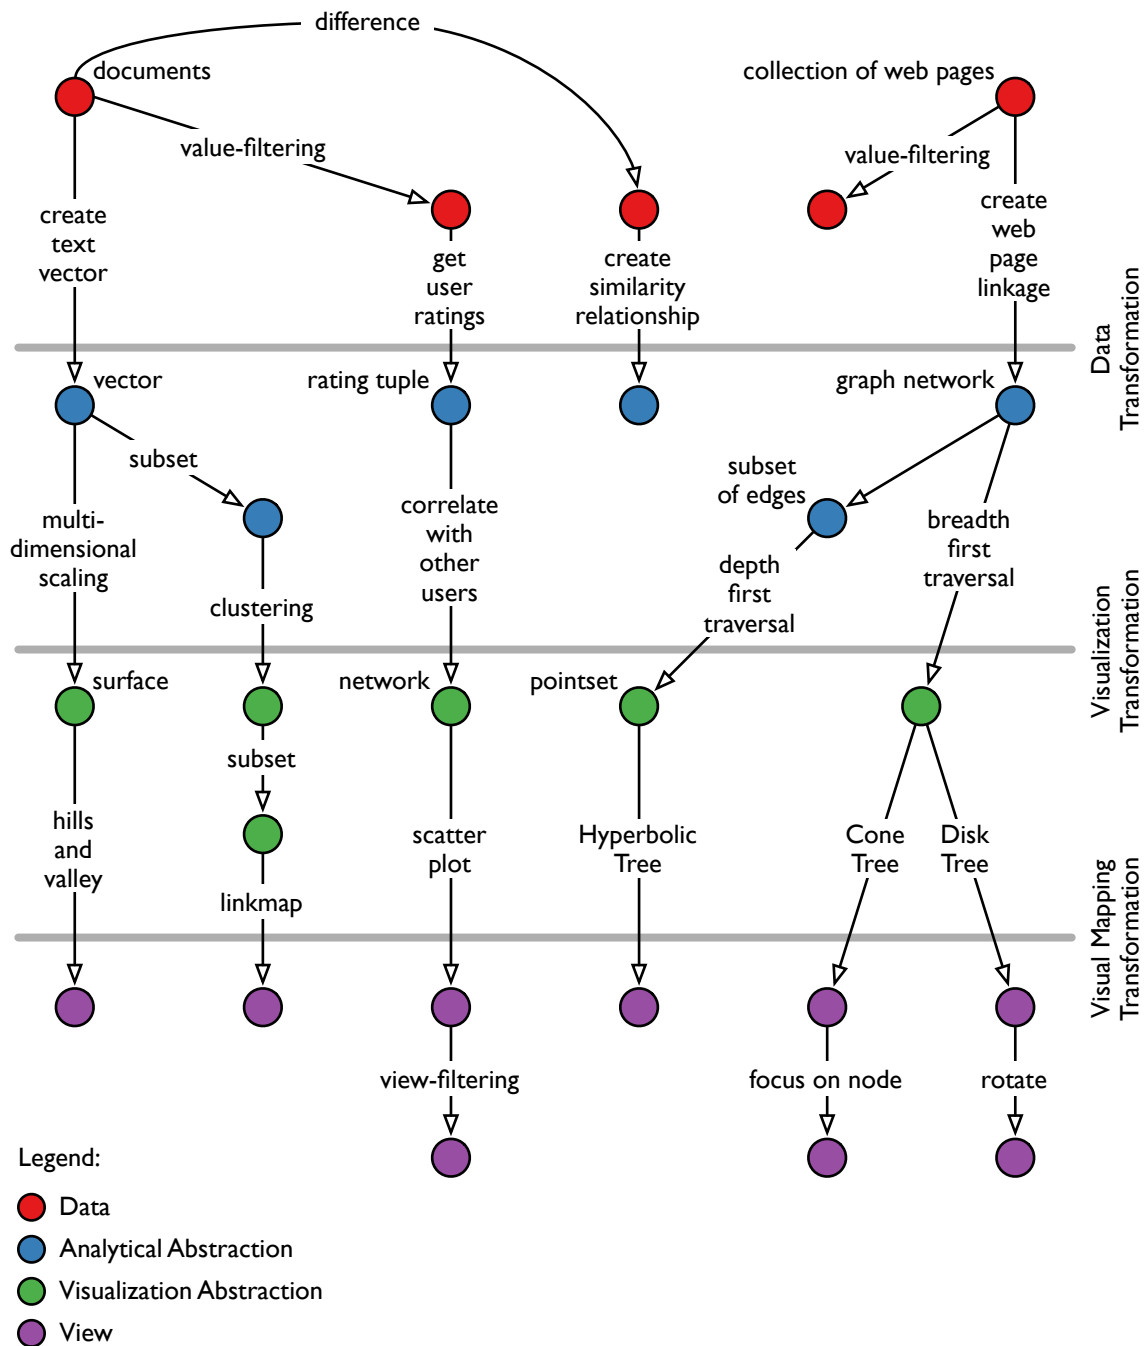 difference
documents
collection of web pages
value-filtering
value-filtering
create
text
vector
get
user
ratings
create
similarity
relationship
create
web
page
linkage
Data
Transformation
vector
rating tuple
graph network
subset
subset
of edges
multi-
dimensional
scaling
correlate
with
other
users
breadth
first
traversal
depth
first
traversal
clustering
Visualization
Transformation
surface
network
pointset
subset
hills
and
valley
scatter
plot
Hyperbolic
Tree
Cone
Tree
Disk
Tree
linkmap
Visual Mapping
Transformation
view-filtering
focus on node
rotate
Legend:
Data
Analytical Abstraction
Visualization Abstraction
View